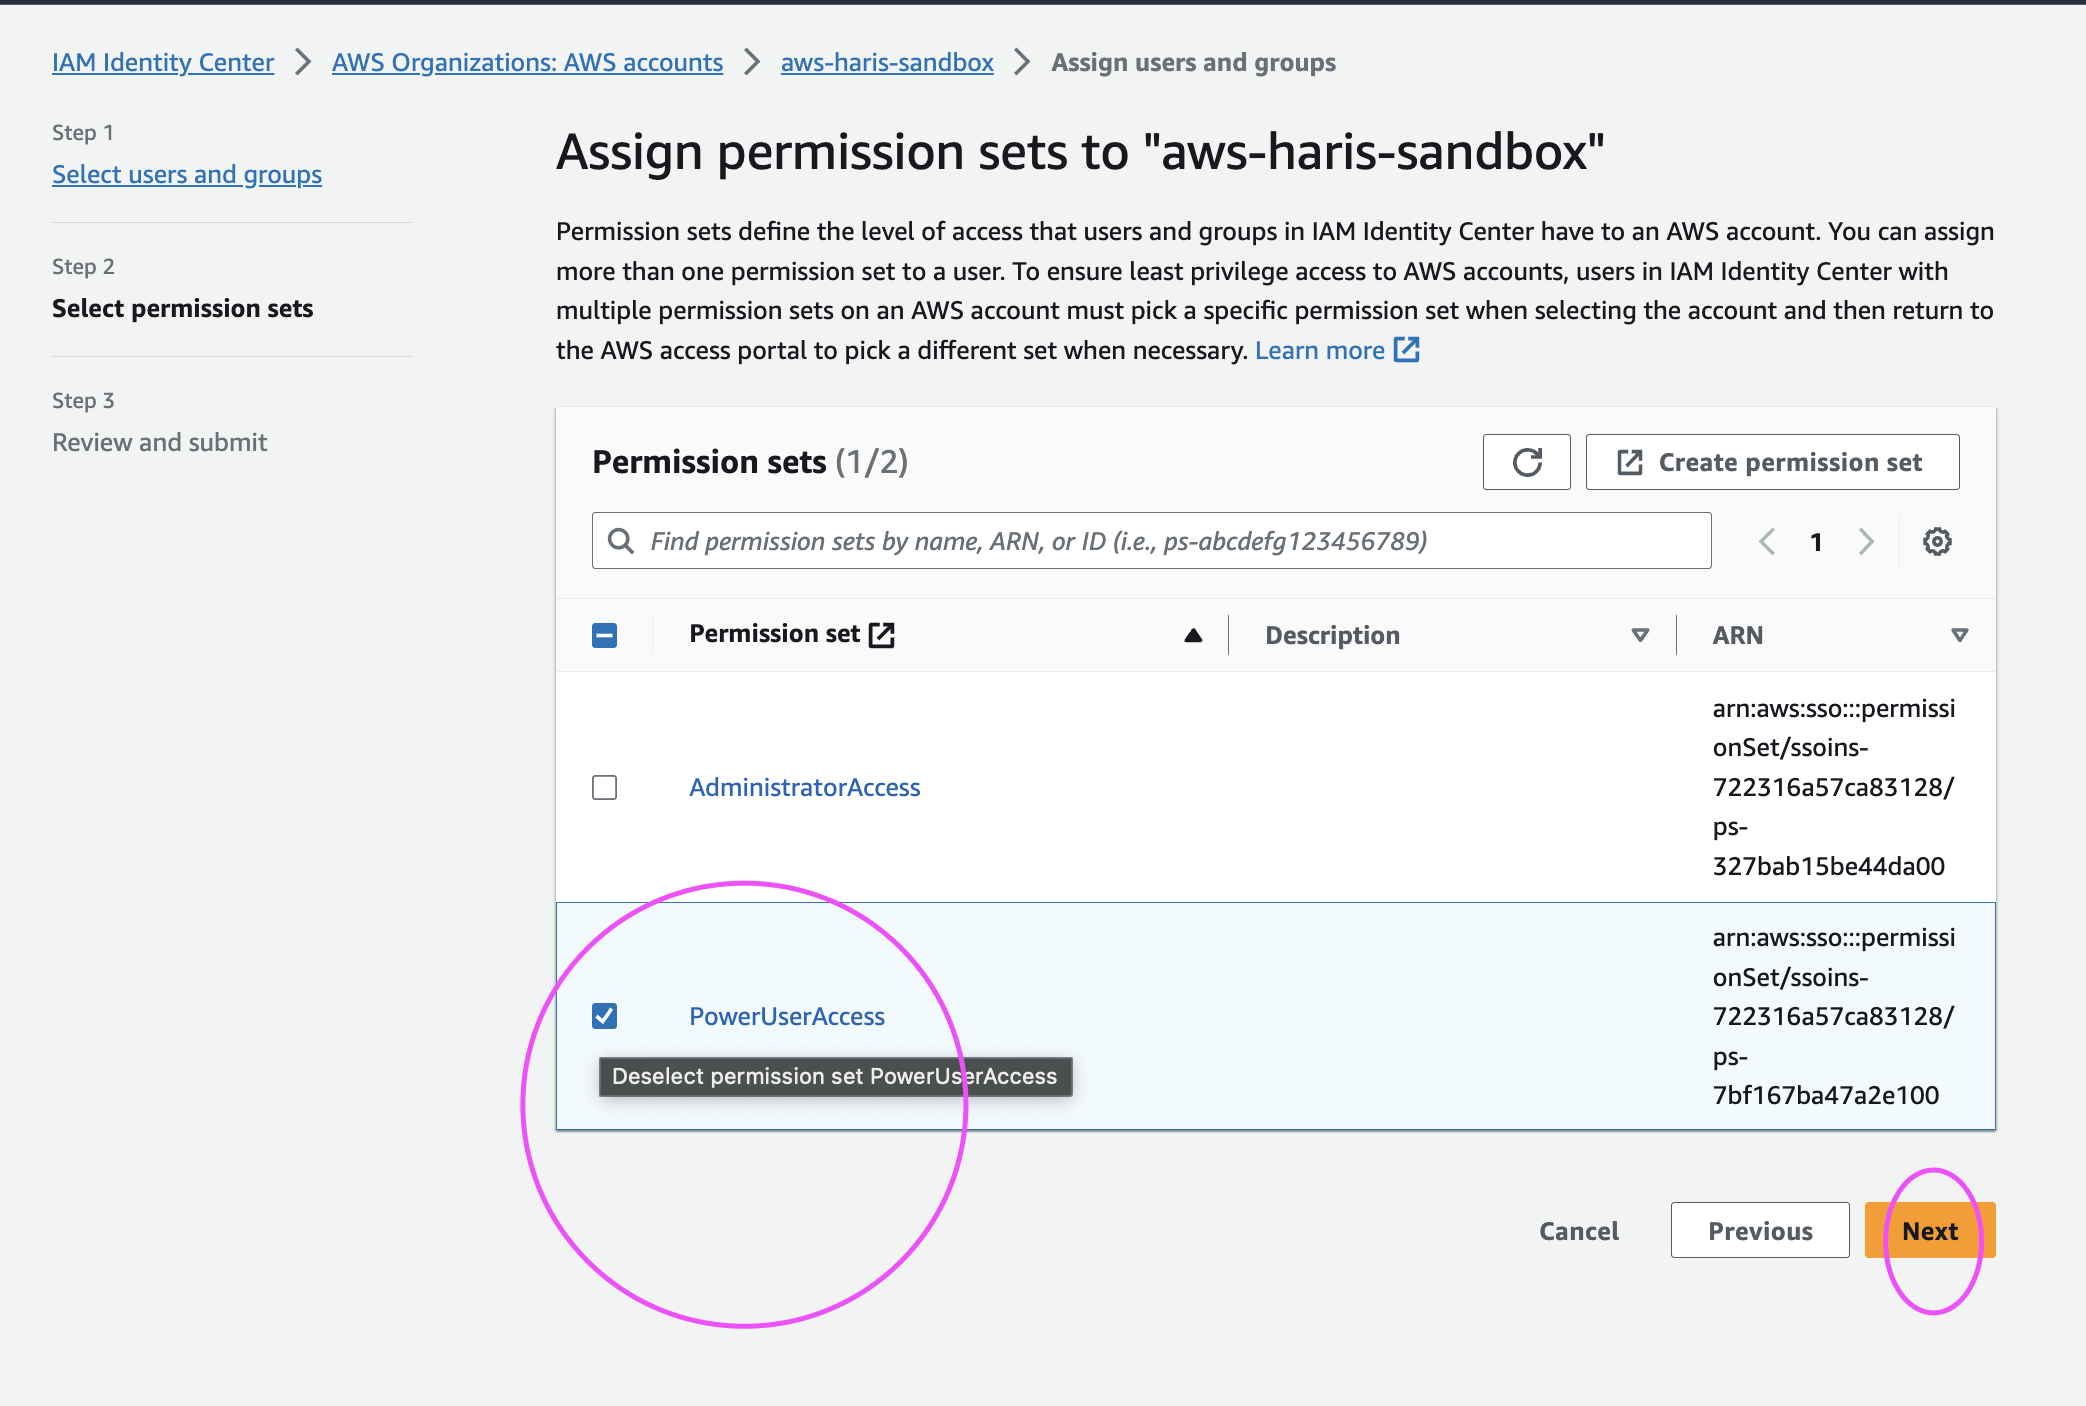 IAM Identity Center > AWS Organizations: AWS accounts > aws-haris-sandbox > Assign users and groups
Step 1
Select users and groups
Step 2
Select permission sets
Step 3
Review and submit
Assign permission sets to "aws-haris-sandbox"
Permission sets define the level of access that users and groups in IAM Identity Center have to an AWS account. You can assign
more than one permission set to a user. To ensure least privilege access to AWS accounts, users in IAM Identity Center with
multiple permission sets on an AWS account must pick a specific permission set when selecting the account and then return to
the AWS access portal to pick a different set when necessary. Learn more
Permission sets (1/2)
Create permission set
Find permission sets by name, ARN, or ID (i.e., ps-abcdefg123456789)
1
Permission set Description ARN
AdministratorAccess
arn:aws:sso:::permissi
onSet/ssoins-
722316a57ca83128/
ps-
327bab15be44da00
PowerUserAccess
Deselect permission set PowerUserAccess
arn:aws:sso:::permissi
onSet/ssoins-
722316a57ca83128/
ps-
7bf167ba47a2e100
Cancel Previous Next